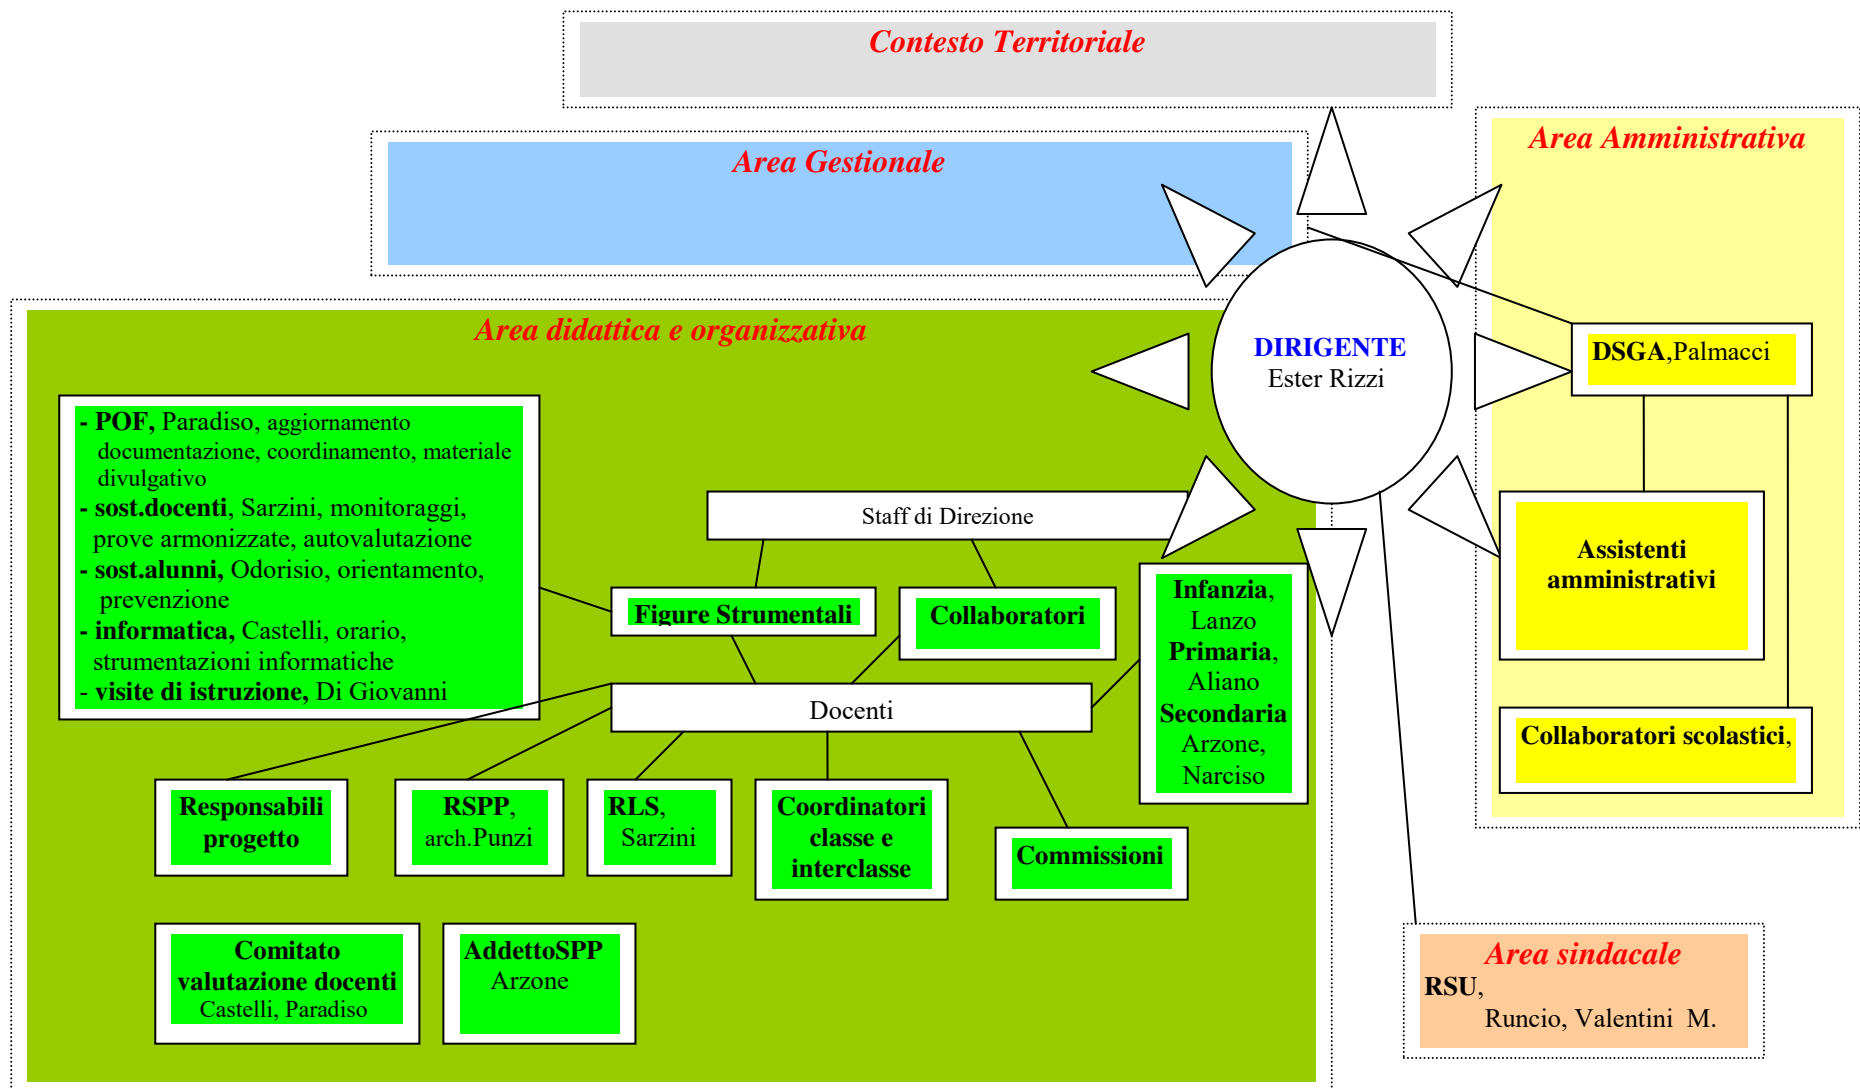 Contesto Territoriale
Area Gestionale
Area Amministrativa
Area didattica e organizzativa
DIRIGENTE
Ester Rizzi
DSGA,Palmacci
- POF, Paradiso, aggiornamento
documentazione, coordinamento, materiale
divulgativo
- sost.docenti, Sarzini, monitoraggi,
prove armonizzate, autovalutazione
- sost.alunni, Odorisio, orientamento,
prevenzione
- informatica, Castelli, orario,
strumentazioni informatiche
- visite di istruzione, Di Giovanni
Staff di Direzione
Figure Strumentali
Collaboratori
Infanzia,
Lanzo
Primaria,
Aliano
Secondaria
Arzone,
Narciso
Assistenti
amministrativi
Docenti
Collaboratori scolastici,
Responsabili
progetto
RSPP,
arch.Punzi
RLS,
Sarzini
Coordinatori
classe e
interclasse
Commissioni
Comitato
valutazione docenti
Castelli, Paradiso
AddettoSPP
Arzone
Area sindacale
RSU,
Runcio, Valentini M.